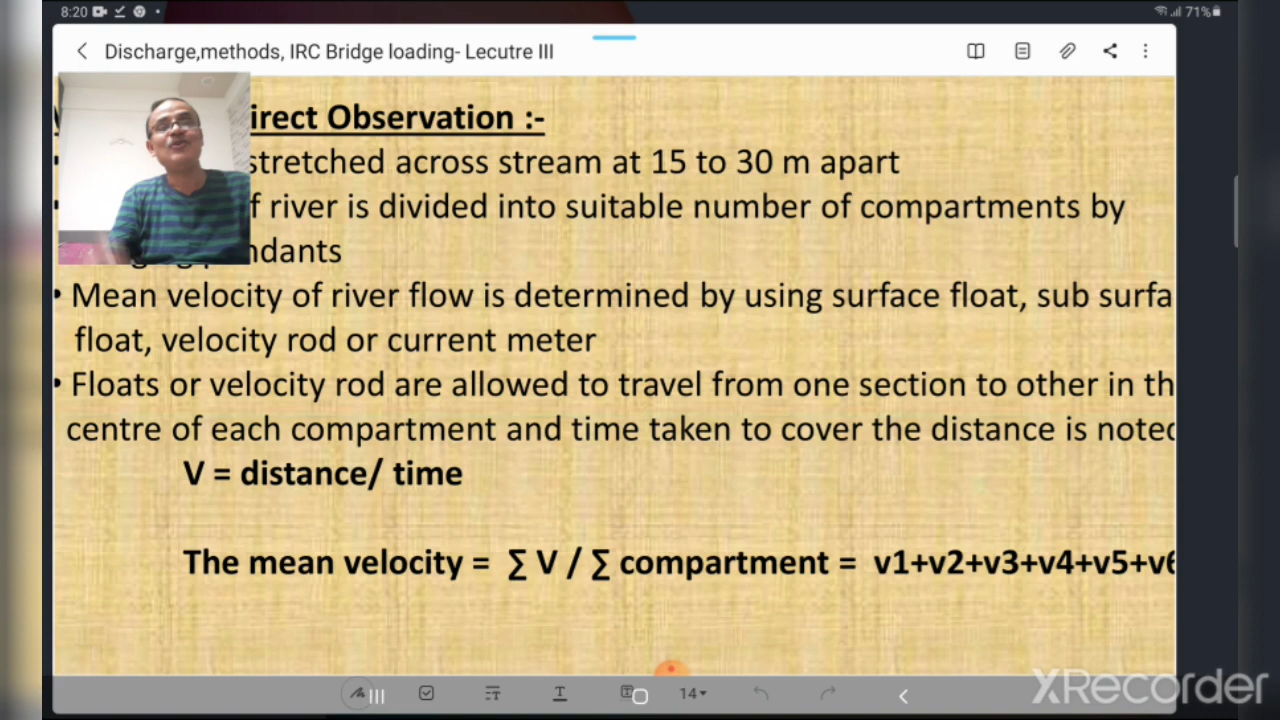 8:20
71%
Discharge,methods, IRC Bridge loading- Lecutre III
irect Observation :-
stretched across stream at 15 to 30 m apart
f river is divided into suitable number of compartments by
ndants
• Mean velocity of river flow is determined by using surface float, sub surfa
float, velocity rod or current meter
• Floats or velocity rod are allowed to travel from one section to other in th
centre of each compartment and time taken to cover the distance is noted
V = distance/ time
The mean velocity = ∑ V / ∑ compartment = v1+v2+v3+v4+v5+v6
14
XRecorder